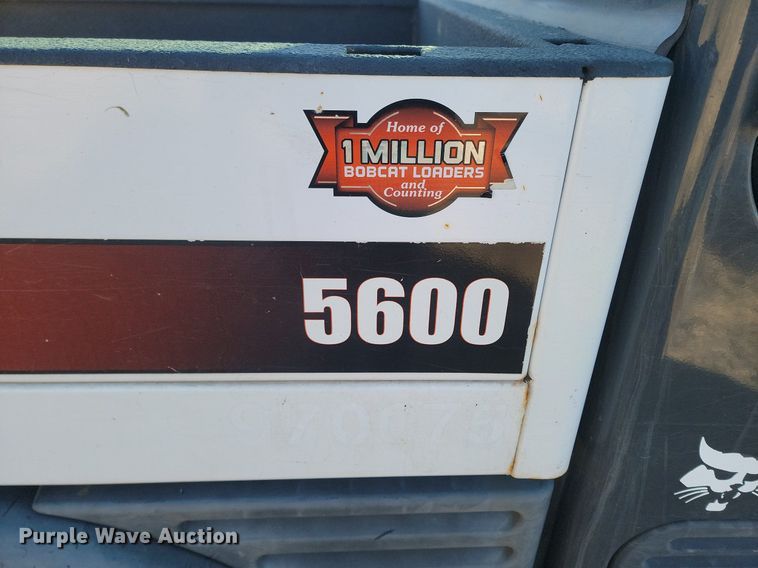 Home of
1 MILLION
BOBCAT LOADERS
and
Counting
5600
Purple Wave Auction